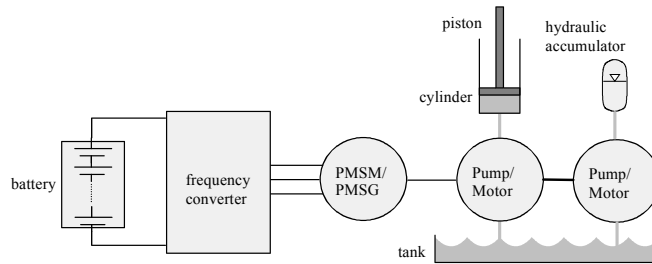 piston
hydraulic
accumulator
cylinder
battery
frequency
converter
PMSM/
PMSG
Pump/
Motor
Pump/
Motor
tank